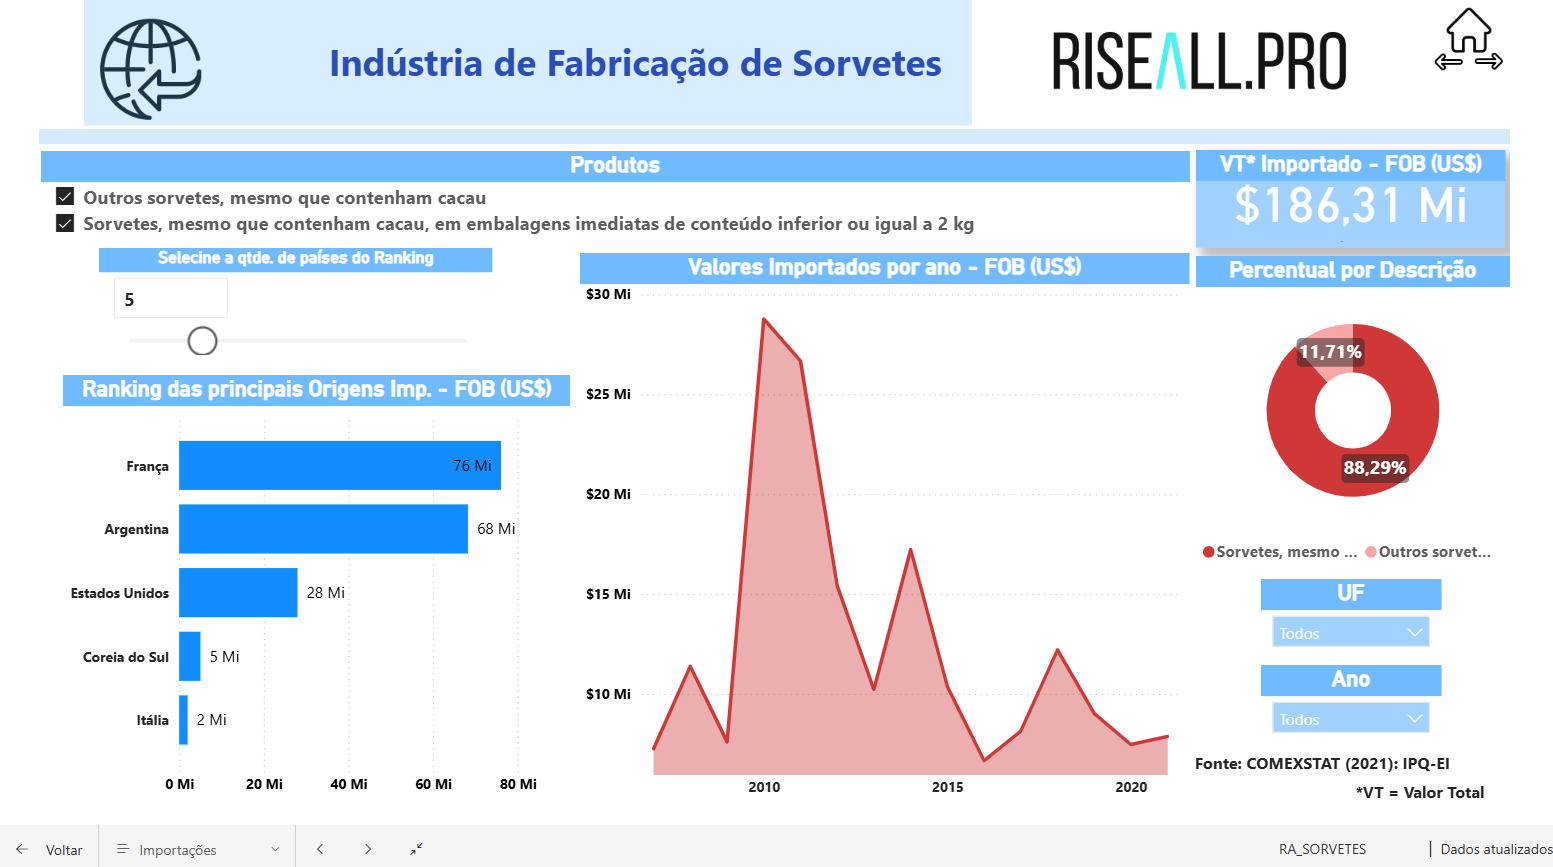 Indústria de Fabricação de Sorvetes
RISEALL.PRO
Produtos
Outros sorvetes, mesmo que contenham cacau
Sorvetes, mesmo que contenham cacau, em embalagens imediatas de conteúdo inferior ou igual a 2 kg
VT* Importado - FOB (US$)
$186,31 Mi
Selecine a qtde. de países do Ranking
5
Ranking das principais Origens Imp. - FOB (US$)
França
76 Mi
Argentina
68 Mi
Estados Unidos
28 Mi
Coreia do Sul
5 Mi
Itália
2 Mi
0 Mi
20 Mi
40 Mi
60 Mi
80 Mi
Valores Importados por ano - FOB (US$)
$30 Mi
$25 Mi
$20 Mi
$15 Mi
$10 Mi
2010
2015
2020
Percentual por Descrição
11,71%
88,29%
Sorvetes, mesmo ...
Outros sorvet...
UF
Todos
Ano
Todos
Fonte: COMEXSTAT (2021): IPQ-EI
*VT = Valor Total
Voltar
Importações
RA_SORVETES
Dados atualizados